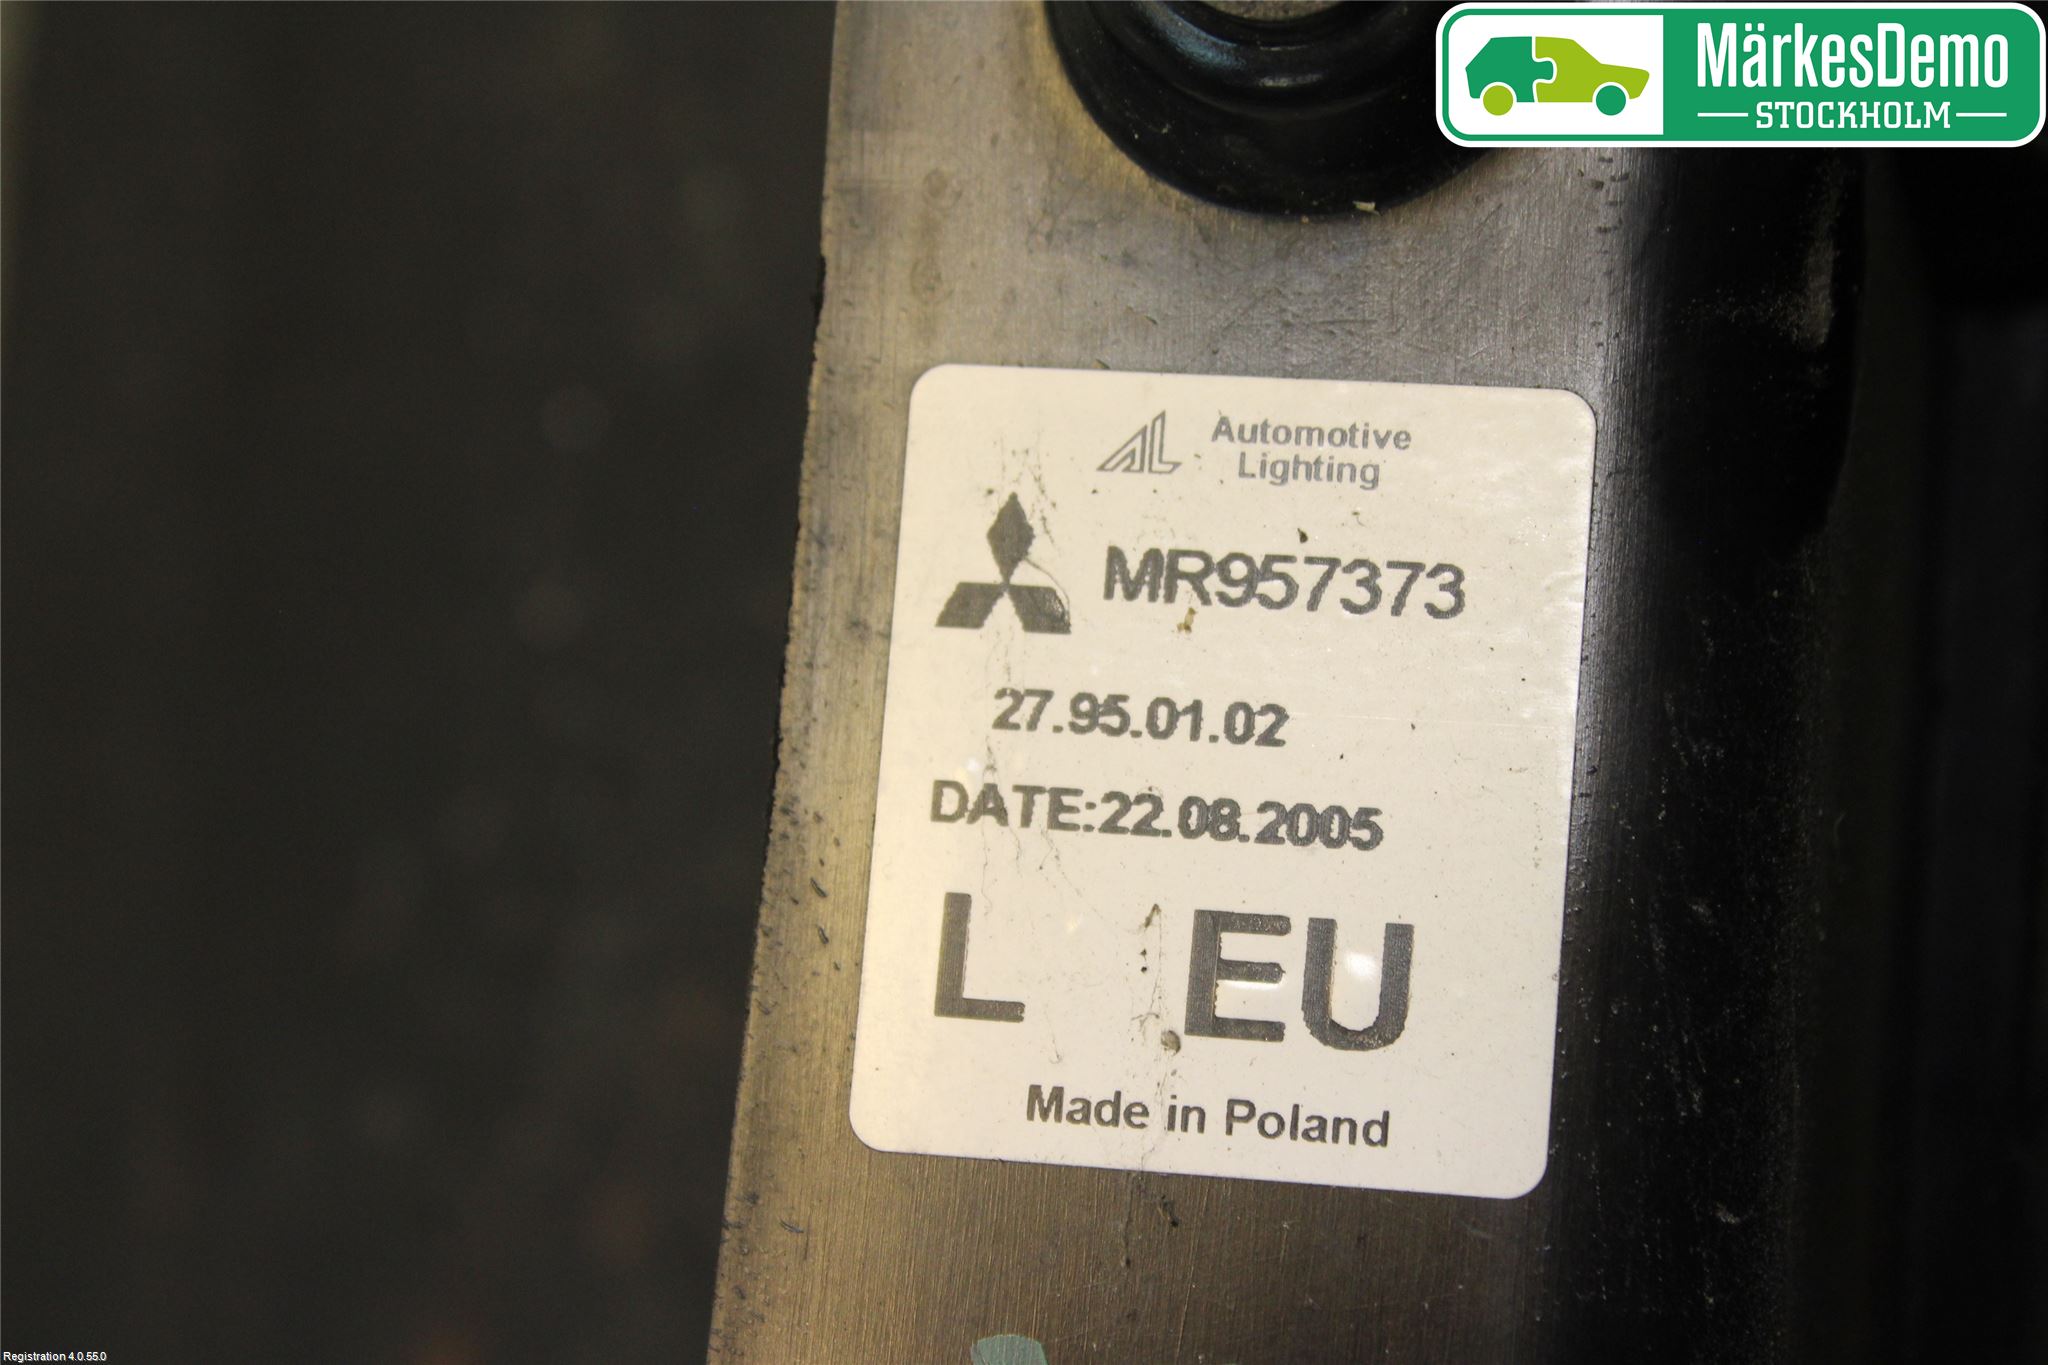 MärkesDemo
STOCKHOLM
AL Automotive
Lighting
MR957373
27.95.01.02
DATE:22.08.2005
L EU
Made in Poland
Registration 4.0.55.0